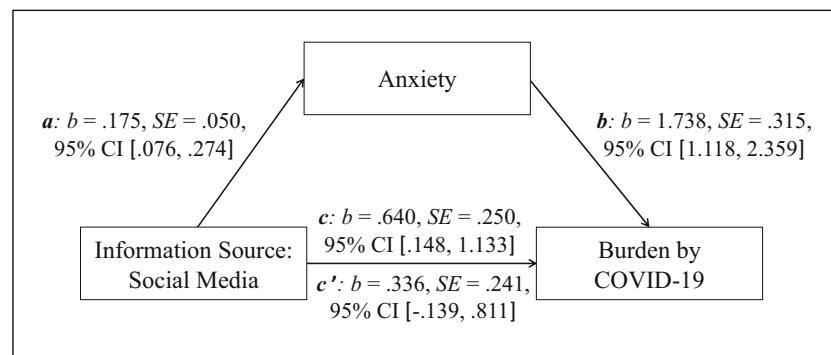 Anxiety
a: b = .175, SE = .050,
95% CI [.076, .274]
b: b = 1.738, SE = .315,
95% CI [1.118, 2.359]
c: b = .640, SE = .250,
95% CI [.148, 1.133]
Information Source:
Social Media
Burden by
COVID-19
c’: b = .336, SE = .241,
95% CI [-.139, .811]